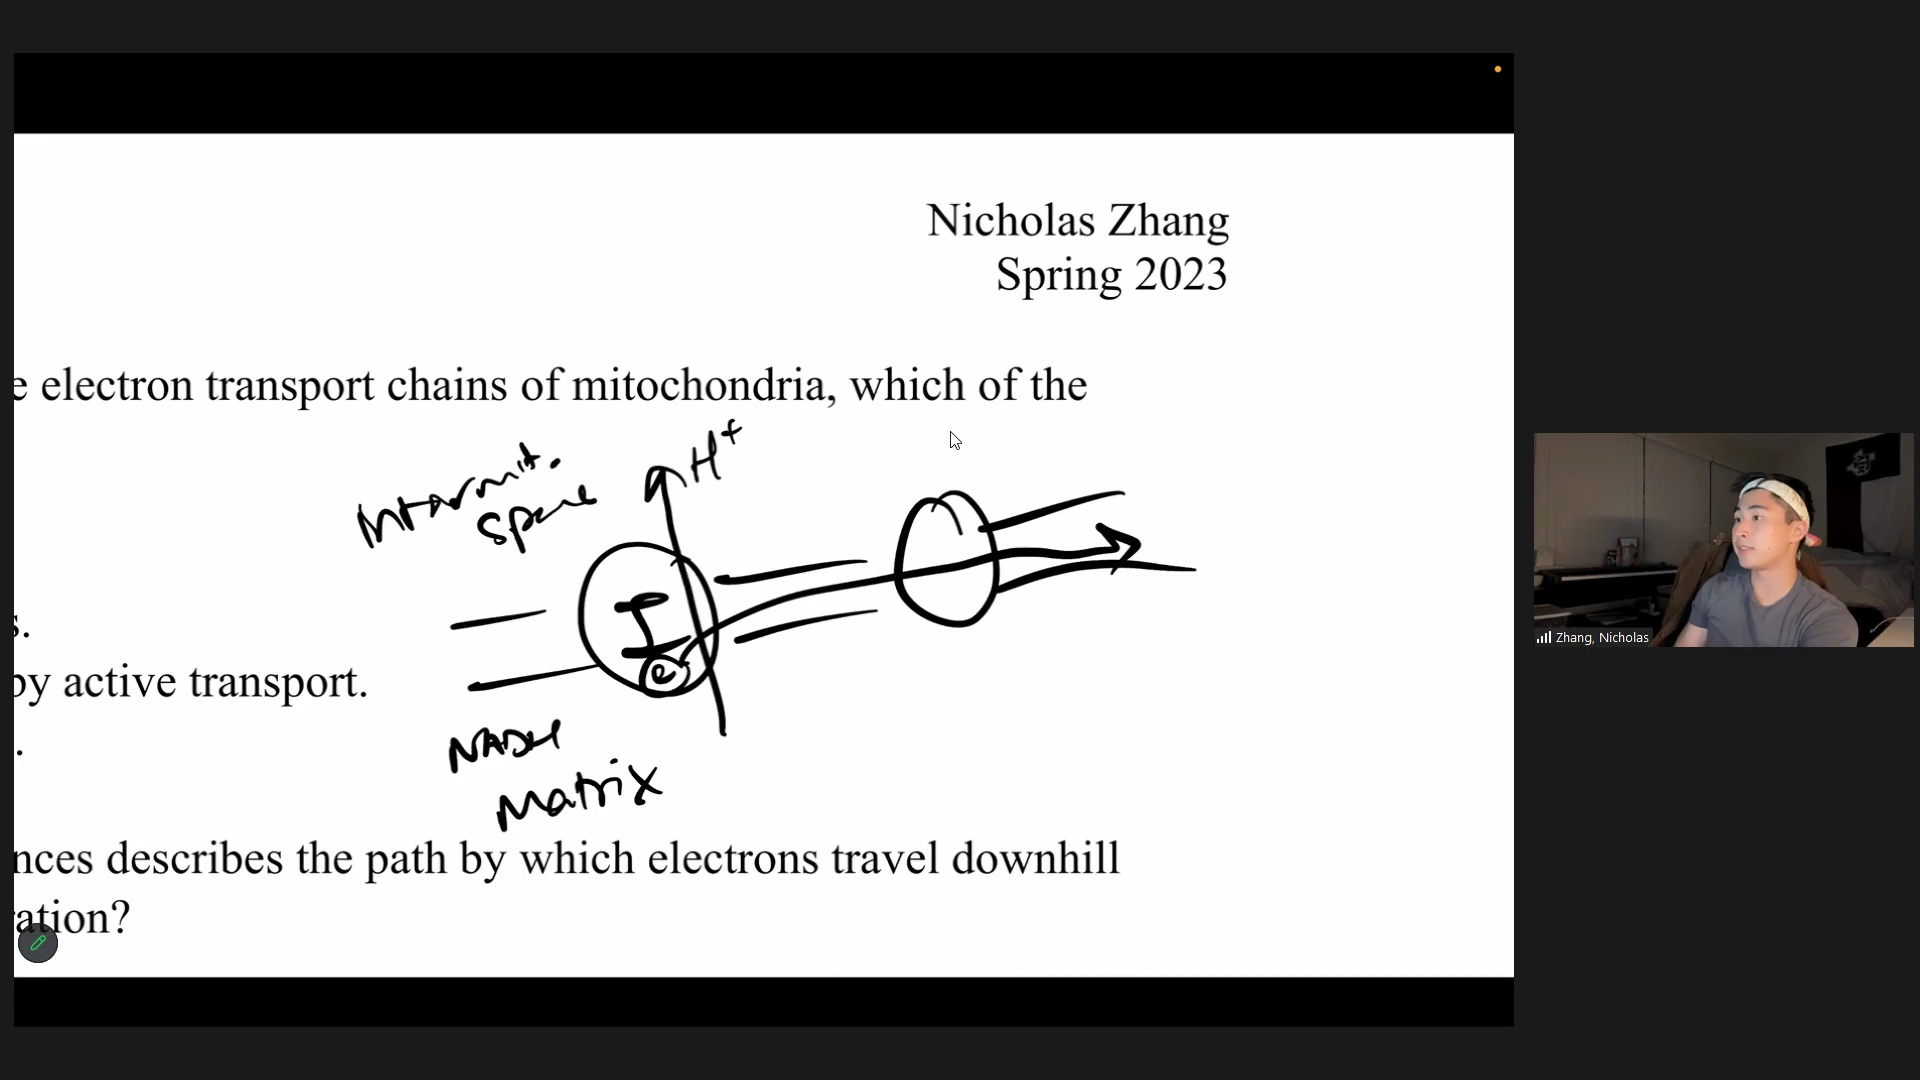 Nicholas Zhang
Spring 2023
e electron transport chains of mitochondria, which of the
H+
Intermit.
Space
s.
I
e
by active transport.
NADH
.
Matrix
nces describes the path by which electrons travel downhill
ration?
Zhang, Nicholas